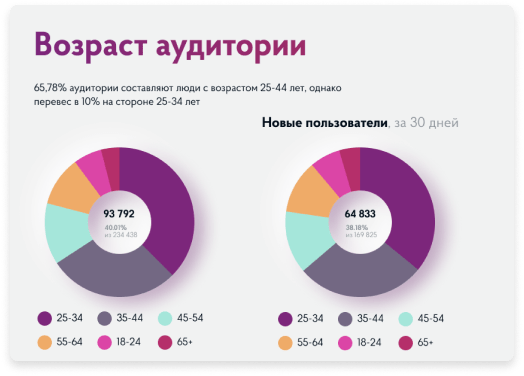 Возраст аудитории
65,78% аудитории составляют люди с возрастом 25-44 лет, однако
перевес в 10% на стороне 25-34 лет
Новые пользователи, за 30 дней
93 792
40.01%
из 234 438
64 833
38.18%
из 169 825
25-34 35-44 45-54
55-64 18-24 65+
25-34 35-44 45-54
55-64 18-24 65+